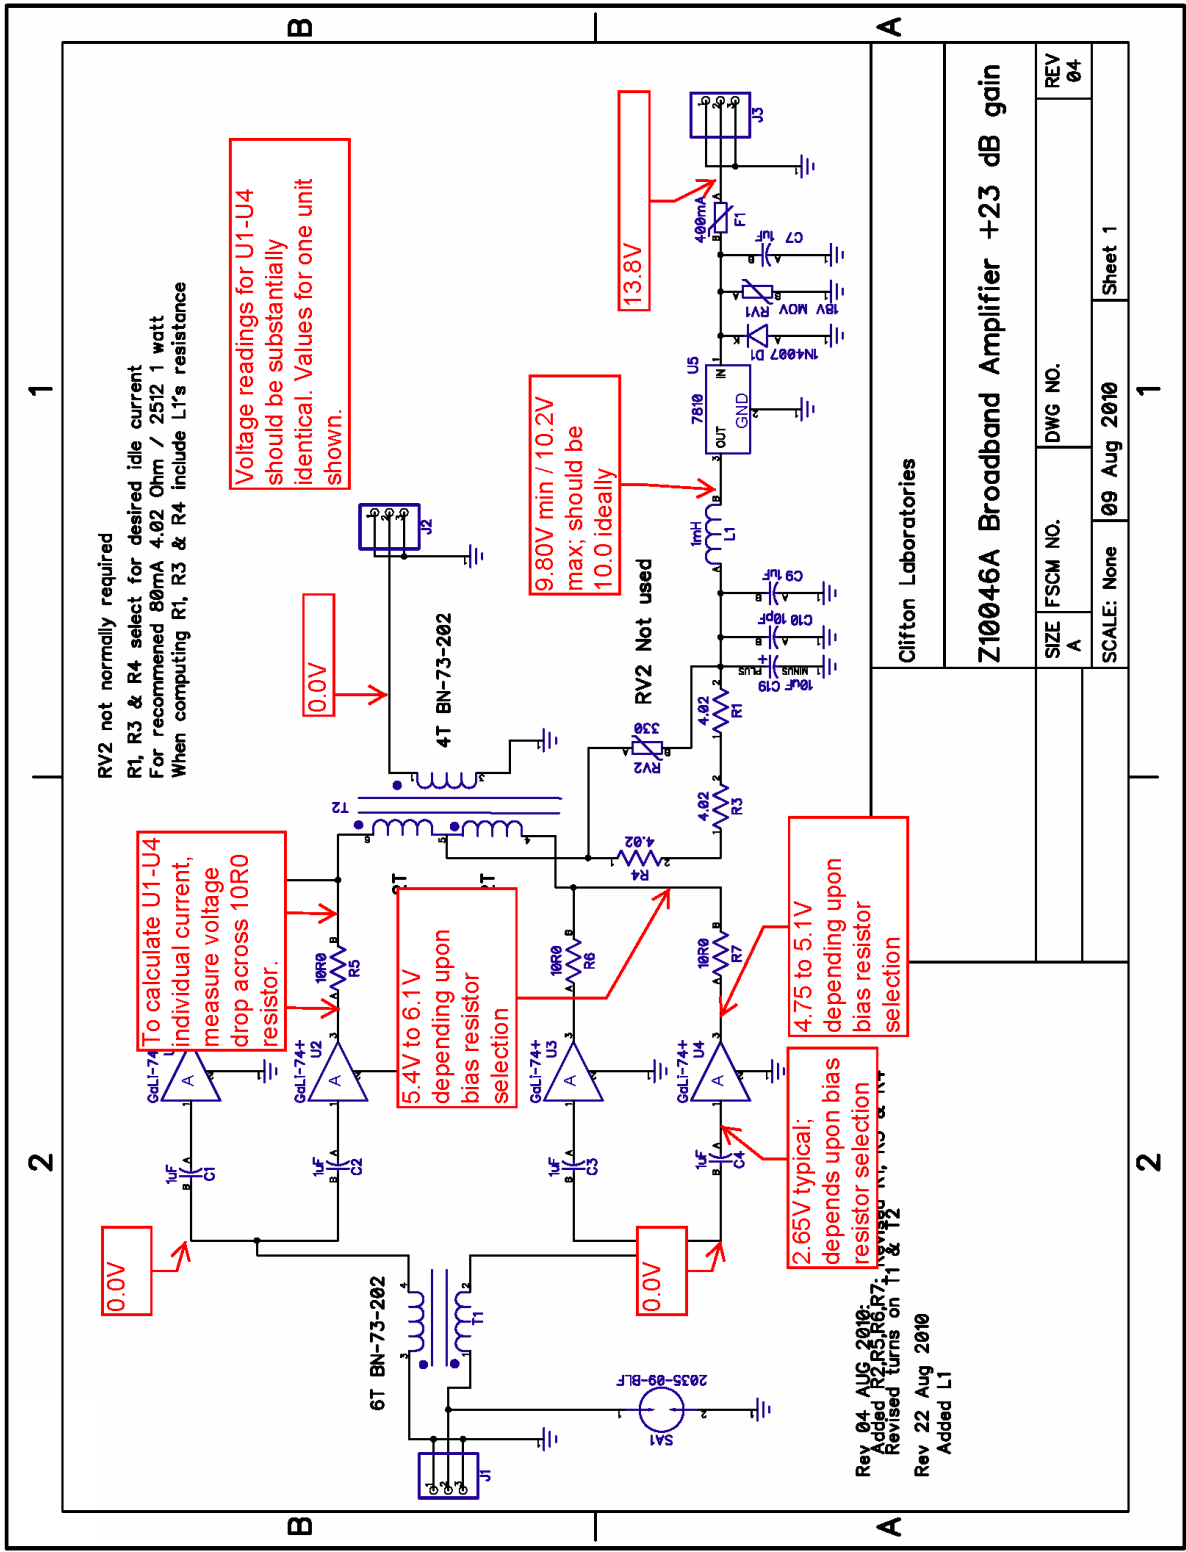 RV2 not normally required
R1, R3 & R4 select for desired idle current
For recommened 80mA 4.02 Ohm / 2512 1 watt
When computing R1, R3 & R4 include L1's resistance
Voltage readings for U1-U4
should be substantially
identical. Values for one unit
shown.
To calculate U1-U4
individual current,
measure voltage
drop across 10R0
resistor.
0.0V
0.0V
0.0V
5.4V to 6.1V
depending upon
bias resistor
selection
9.80V min / 10.2V
max; should be
10.0 ideally
13.8V
4.75 to 5.1V
depending upon
bias resistor
selection
2.65V typical;
depends upon bias
resistor selection
6T BN-73-202
4T BN-73-202
RV2 Not used
GaLi-74+
GaLi-74+
U2
GaLi-74+
U3
GaLi-74+
U4
A
A
A
A
1uF
C1
1uF
C2
1uF
C3
1uF
C4
10R0
R5
10R0
R6
10R0
R7
T1
T2
J1
J2
J3
SA1
2035-09-BLF
RV2
330
R4
4.02
4.02
R3
4.02
R1
10uF C19
PLUS
MINUS
C10 10pF
C9 1uF
1mH
L1
U5
7810
OUT
IN
GND
1N4007 D1
RV1
18V MOV
C7
1uF
400mA
F1
Rev 04 AUG 2010:
Added R2,R5,R6,R7:
Revised turns on T1 & T2
Rev 22 Aug 2010
Added L1
Clifton Laboratories
Z10046A Broadband Amplifier +23 dB gain
SIZE
A
FSCM NO.
DWG NO.
REV
04
SCALE: None
09 Aug 2010
Sheet 1
2
1
2
1
B
A
B
A